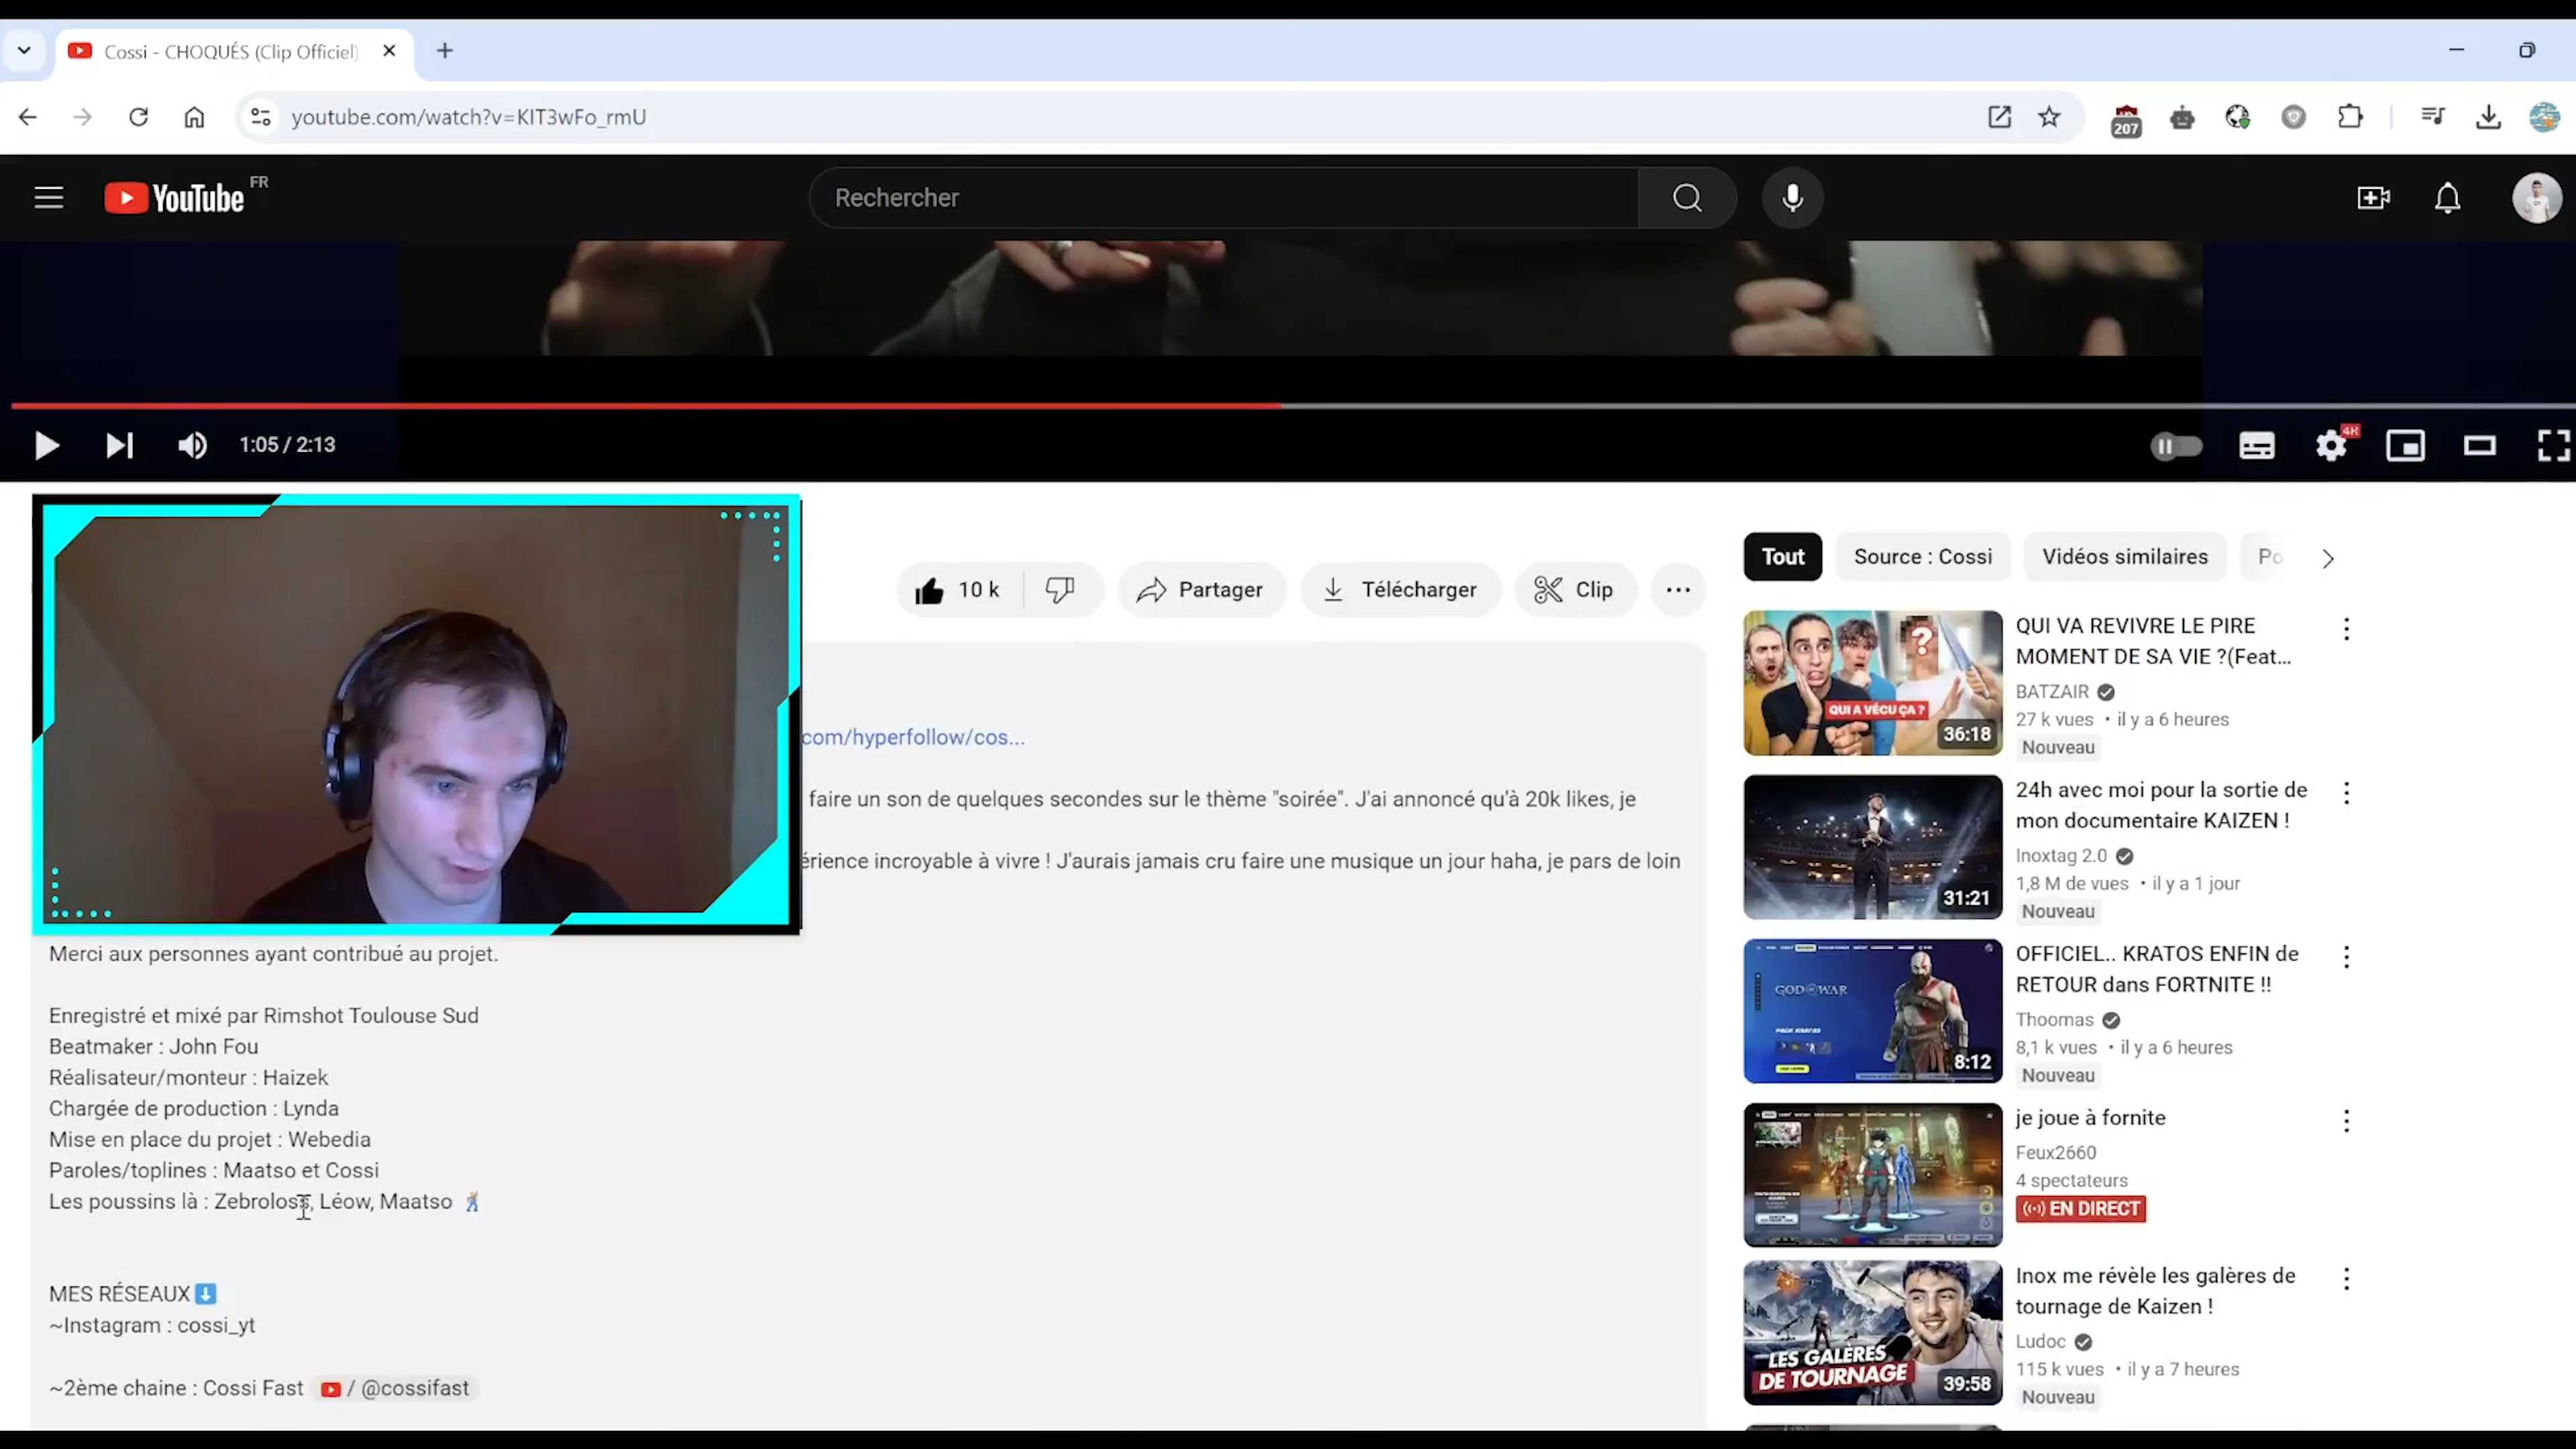 Cossi - CHOQUÉS (Clip Officiel)
youtube.com/watch?v=KIT3wFo_rmU
207
YouTube FR
Rechercher
1:05 / 2:13
10 k
Partager
Télécharger
Clip
com/hyperfollow/cos...
faire un son de quelques secondes sur le thème "soirée". J'ai annoncé qu'à 20k likes, je
érience incroyable à vivre ! J'aurais jamais cru faire une musique un jour haha, je pars de loin
Merci aux personnes ayant contribué au projet.
Enregistré et mixé par Rimshot Toulouse Sud
Beatmaker : John Fou
Réalisateur/monteur : Haizek
Chargée de production : Lynda
Mise en place du projet : Webedia
Paroles/toplines : Maatso et Cossi
Les poussins là : Zebroloss, Léow, Maatso
MES RÉSEAUX
~Instagram : cossi_yt
~2ème chaine : Cossi Fast / @cossifast
Tout
Source : Cossi
Vidéos similaires
Po
QUI A VÉCU ÇA ?
36:18
QUI VA REVIVRE LE PIRE
MOMENT DE SA VIE ?(Feat...
BATZAIR
27 k vues • il y a 6 heures
Nouveau
31:21
24h avec moi pour la sortie de
mon documentaire KAIZEN !
Inoxtag 2.0
1,8 M de vues • il y a 1 jour
Nouveau
GOD OF WAR
PACK KRATOS
8:12
OFFICIEL.. KRATOS ENFIN de
RETOUR dans FORTNITE !!
Thoomas
8,1 k vues • il y a 6 heures
Nouveau
je joue à fornite
Feux2660
4 spectateurs
EN DIRECT
LES GALÈRES
DE TOURNAGE
39:58
Inox me révèle les galères de
tournage de Kaizen !
Ludoc
115 k vues • il y a 7 heures
Nouveau